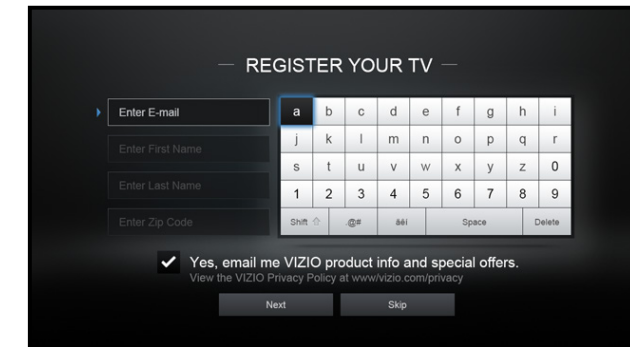 REGISTER YOUR TV
Enter E-mail
Enter First Name
Enter Last Name
Enter Zip Code
a b c d e f g h i
j k l m n o p q r
s t u v w x y z 0
1 2 3 4 5 6 7 8 9
Shift .@# äêì Space Delete
Yes, email me VIZIO product info and special offers.
View the VIZIO Privacy Policy at www/vizio.com/privacy
Next Skip